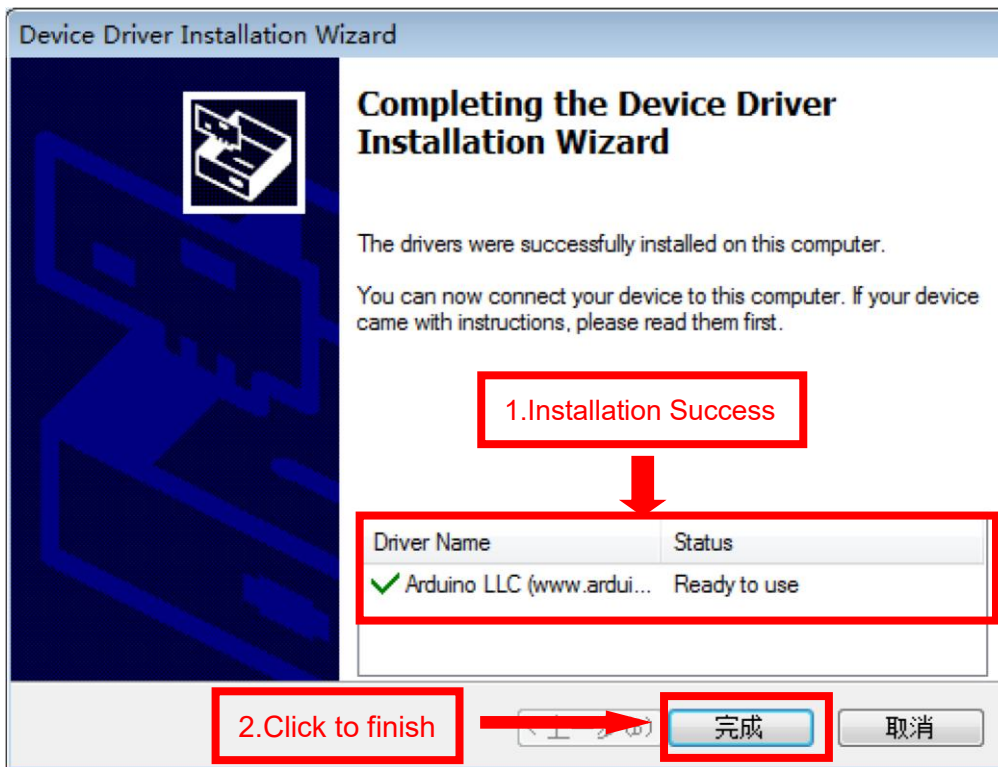 Device Driver Installation Wizard
Completing the Device Driver
Installation Wizard
The drivers were successfully installed on this computer.
You can now connect your device to this computer. If your device
came with instructions, please read them first.
1.Installation Success
Driver Name Status
Arduino LLC (www.ardui... Ready to use
2.Click to finish
完成 取消